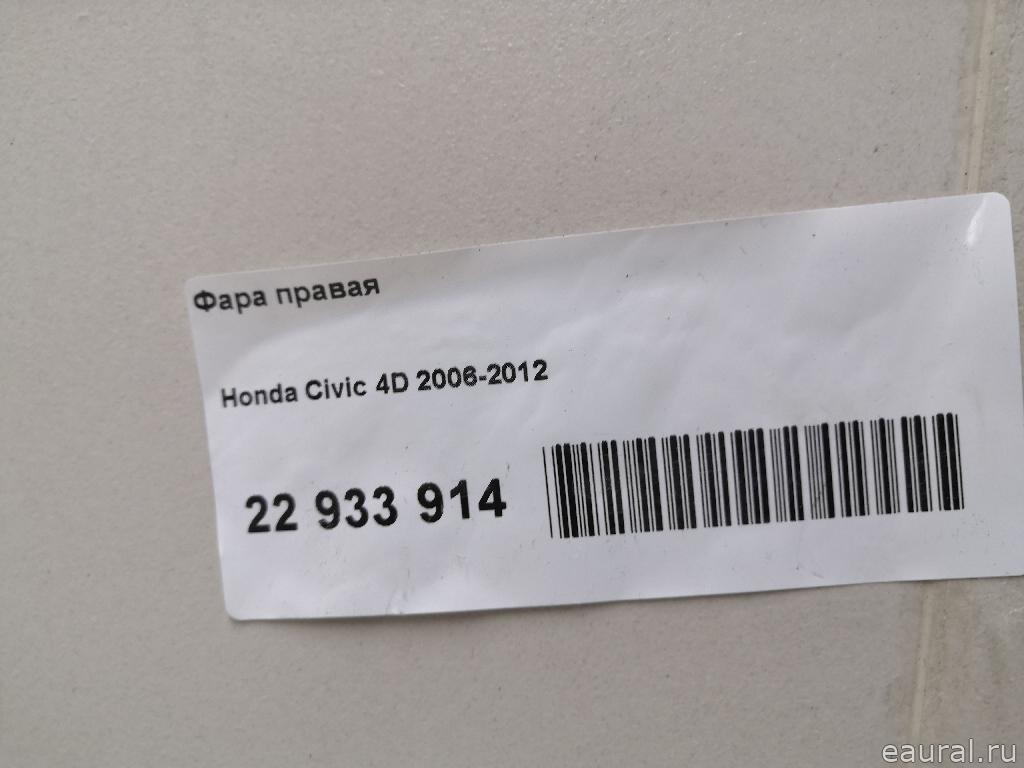 Фара правая
Honda Civic 4D 2006-2012
22 933 914
eaural.ru